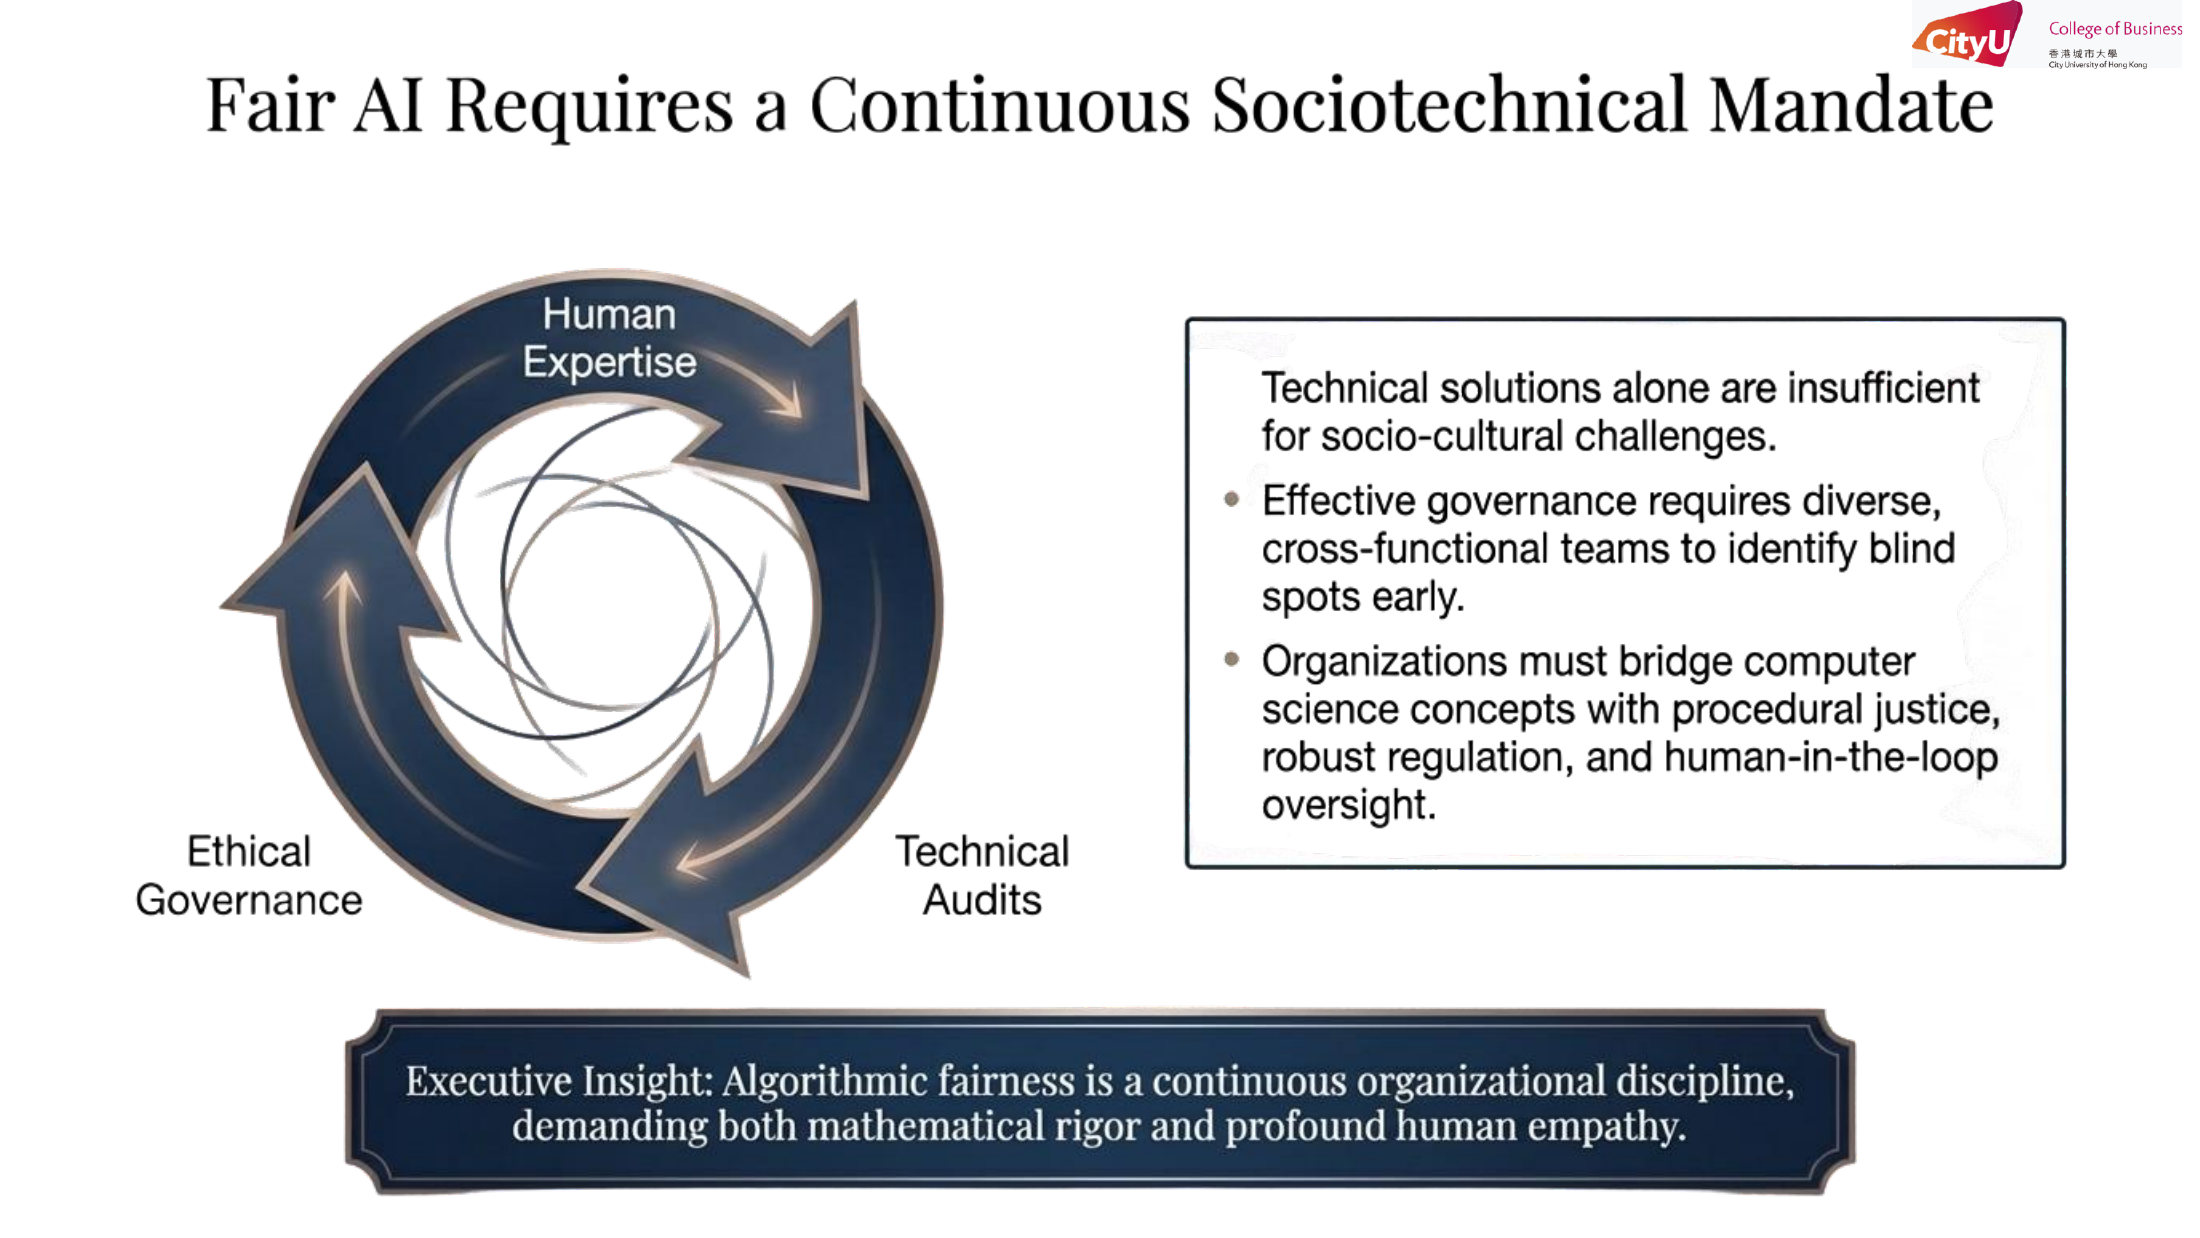 CityU
College of Business
香港城市大學
City University of Hong Kong
Fair AI Requires a Continuous Sociotechnical Mandate
Human
Expertise
Ethical
Governance
Technical
Audits
Technical solutions alone are insufficient
for socio-cultural challenges.
• Effective governance requires diverse,
cross-functional teams to identify blind
spots early.
• Organizations must bridge computer
science concepts with procedural justice,
robust regulation, and human-in-the-loop
oversight.
Executive Insight: Algorithmic fairness is a continuous organizational discipline,
demanding both mathematical rigor and profound human empathy.